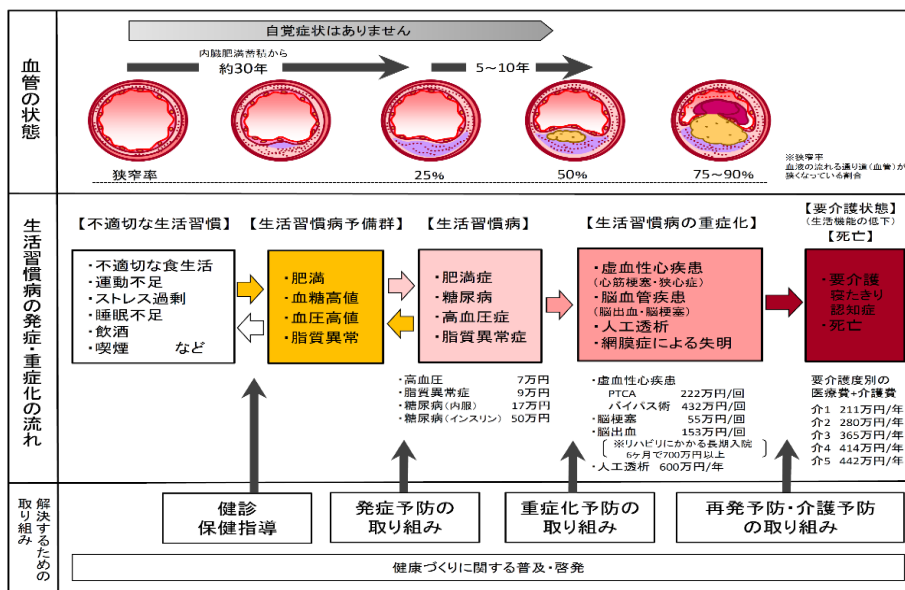 血管の状態
自覚症状はありません
内臓肥満蓄積から
約30年
5～10年
狭窄率
25%
50%
75～90%
※狭窄率
血液の流れる通り道(血管)が
狭くなっている割合
生活習慣病の発症・重症化の流れ
【不適切な生活習慣】
・不適切な食生活
・運動不足
・ストレス過剰
・睡眠不足
・飲酒
・喫煙 など
【生活習慣病予備群】
・肥満
・血糖高値
・血圧高値
・脂質異常
【生活習慣病】
・肥満症
・糖尿病
・高血圧症
・脂質異常症
・高血圧 7万円
・脂質異常症 9万円
・糖尿病(内服) 17万円
・糖尿病(インスリン) 50万円
【生活習慣病の重症化】
・虚血性心疾患
(心筋梗塞・狭心症)
・脳血管疾患
(脳出血・脳梗塞)
・人工透析
・網膜症による失明
・虚血性心疾患
PTCA 222万円/回
バイパス術 432万円/回
・脳梗塞 55万円/回
・脳出血 153万円/回
※リハビリにかかる長期入院
6ヶ月で700万円以上
・人工透析 600万円/年
【要介護状態】
(生活機能の低下)
【死亡】
・要介護
寝たきり
認知症
・死亡
要介護度別の
医療費+介護費
介1 211万円/年
介2 280万円/年
介3 365万円/年
介4 414万円/年
介5 442万円/年
解決するための
取り組み
健診
保健指導
発症予防の
取り組み
重症化予防の
取り組み
再発予防・介護予防
の取り組み
健康づくりに関する普及・啓発